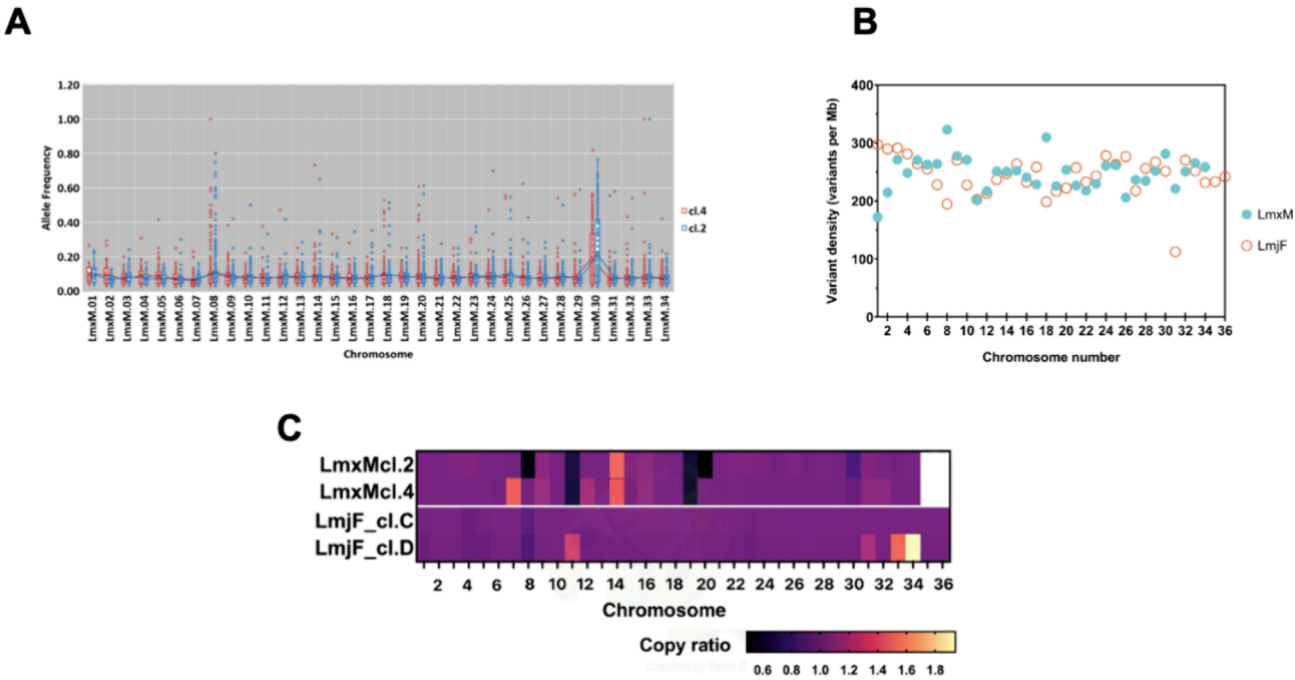 A
B
1.20
1.00
0.80
0.60
0.40
0.20
0.00
Allele Frequency
LmxM.01
LmxM.02
LmxM.03
LmxM.04
LmxM.05
LmxM.06
LmxM.07
LmxM.08
LmxM.09
LmxM.10
LmxM.11
LmxM.12
LmxM.13
LmxM.14
LmxM.15
LmxM.16
LmxM.17
LmxM.18
LmxM.19
LmxM.20
LmxM.21
LmxM.22
LmxM.23
LmxM.24
LmxM.25
LmxM.26
LmxM.27
LmxM.28
LmxM.29
LmxM.30
LmxM.31
LmxM.32
LmxM.33
LmxM.34
Chromosome
cl.4
cl.2
Variant density (variants per Mb)
400
300
200
100
0
2 4 6 8 10 12 14 16 18 20 22 24 26 28 30 32 34 36
Chromosome number
LmxM
LmjF
C
LmxMcl.2
LmxMcl.4
LmjF_cl.C
LmjF_cl.D
2 4 6 8 10 12 14 16 18 20 22 24 26 28 30 32 34 36
Chromosome
Copy ratio
0.6 0.8 1.0 1.2 1.4 1.6 1.8